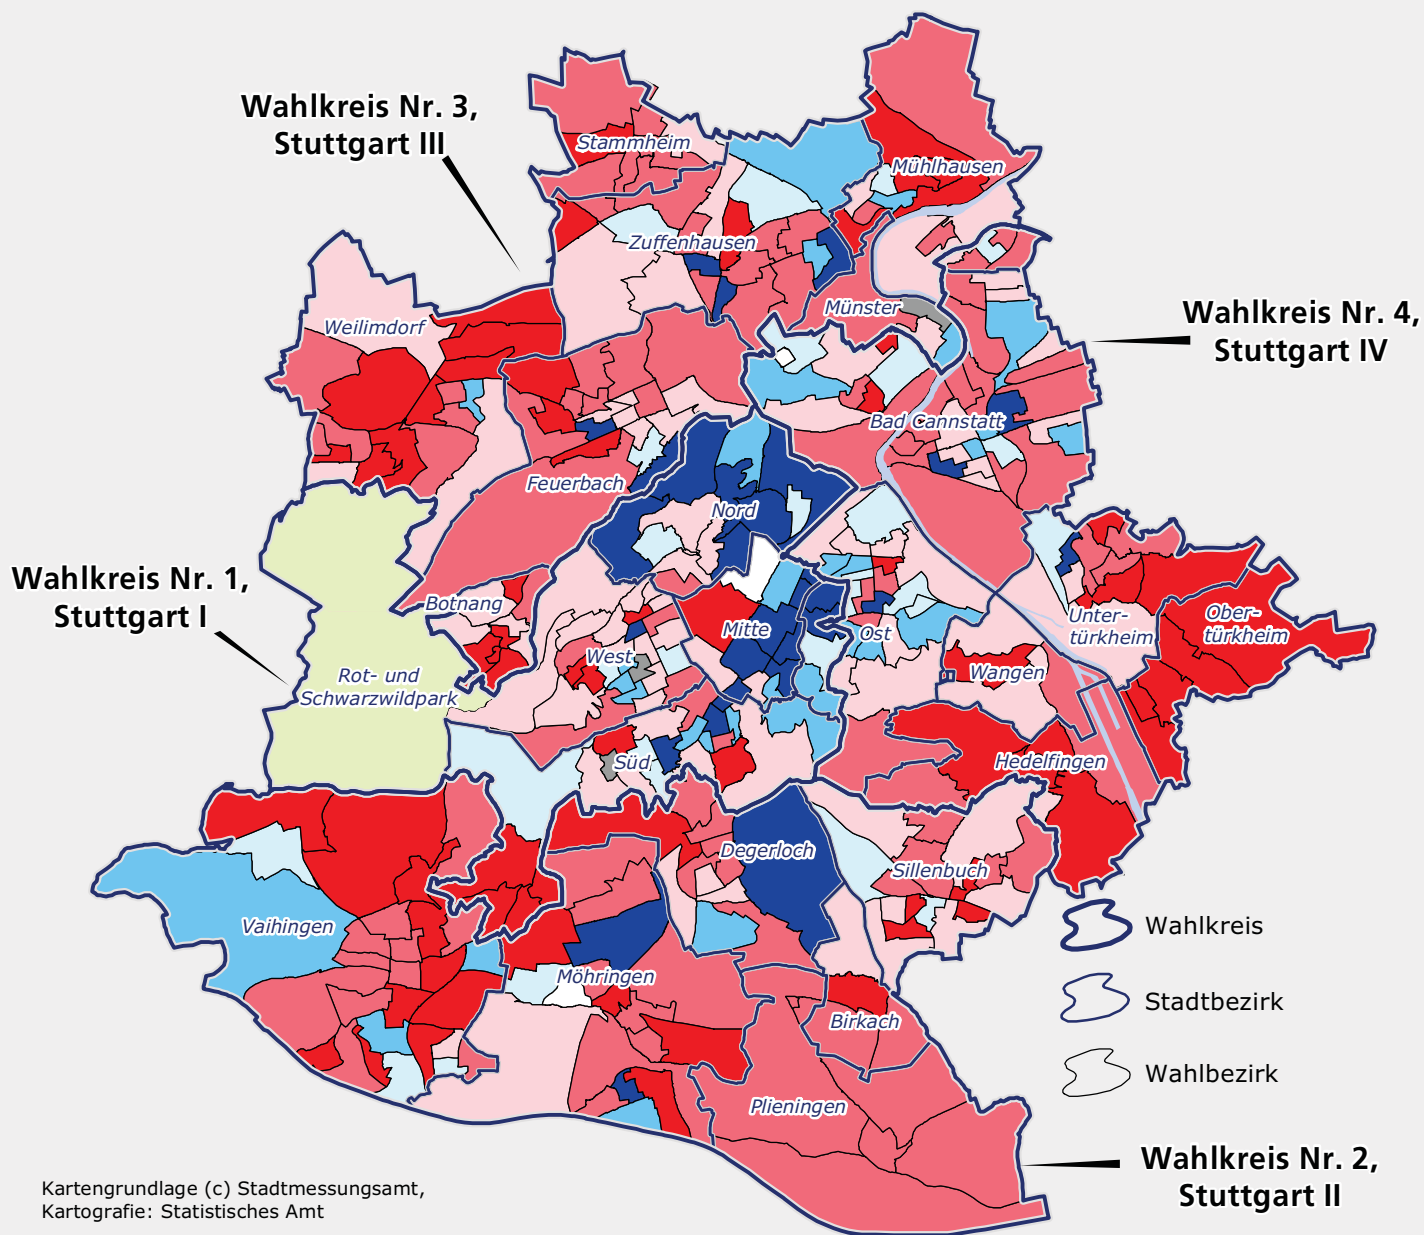 Wahlkreis Nr. 3,
Stuttgart III
Stammheim
Mühlhausen
Zuffenhausen
Münster
Weilimdorf
Wahlkreis Nr. 4,
Stuttgart IV
Bad Cannstatt
Feuerbach
Nord
Wahlkreis Nr. 1,
Stuttgart I
Botnang
Mitte
Ost
Unter-
türkheim
Ober-
türkheim
West
Wangen
Rot- und
Schwarzwildpark
Süd
Hedelfingen
Degerloch
Sillenbuch
Vaihingen
Möhringen
Birkach
Plieningen
Wahlkreis
Stadtbezirk
Wahlbezirk
Wahlkreis Nr. 2,
Stuttgart II
Kartengrundlage (c) Stadtmessungsamt,
Kartografie: Statistisches Amt